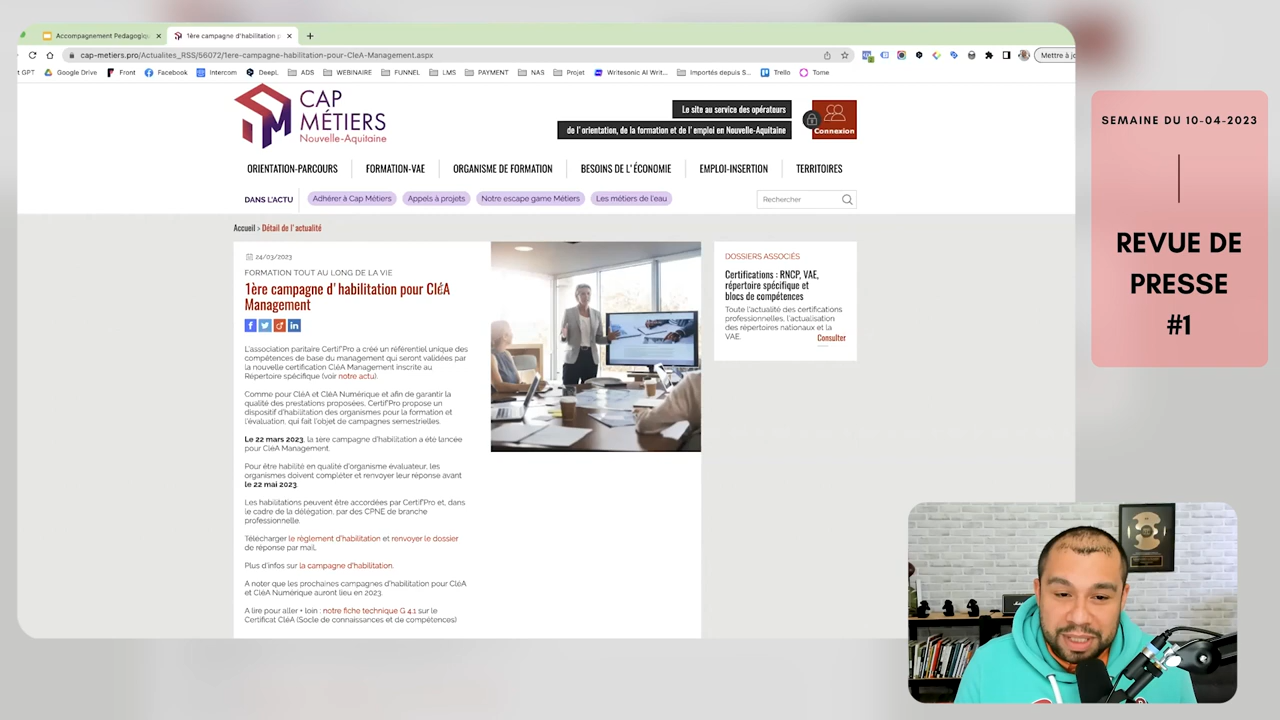 Accompagnement Pedagogiqu
1ère campagne d'habilitation p
cap-metiers.pro/Actualites_RSS/56072/1ere-campagne-habilitation-pour-CleA-Management.aspx
Mettre à jo
at GPT
Google Drive
Front
Facebook
Intercom
DeepL
ADS
WEBINAIRE
FUNNEL
LMS
PAYMENT
NAS
Projet
Writesonic AI Writ...
Importés depuis S...
Trello
Tome
CAP
MÉTIERS
Nouvelle-Aquitaine
Le site au service des opérateurs
de l'orientation, de la formation et de l'emploi en Nouvelle-Aquitaine
Connexion
ORIENTATION-PARCOURS
FORMATION-VAE
ORGANISME DE FORMATION
BESOINS DE L'ÉCONOMIE
EMPLOI-INSERTION
TERRITOIRES
DANS L'ACTU
Adhérer à Cap Métiers
Appels à projets
Notre escape game Métiers
Les métiers de l'eau
Rechercher
Accueil > Détail de l'actualité
24/03/2023
FORMATION TOUT AU LONG DE LA VIE
1ère campagne d'habilitation pour CléA
Management
L'association paritaire Certif'Pro a créé un référentiel unique des
compétences de base du management qui seront validées par
la nouvelle certification CléA Management inscrite au
Répertoire spécifique (voir notre actu).
Comme pour CléA et CléA Numérique et afin de garantir la
qualité des prestations proposées, Certif'Pro propose un
dispositif d'habilitation des organismes pour la formation et
l'évaluation, qui fait l'objet de campagnes semestrielles.
Le 22 mars 2023, la 1ère campagne d'habilitation a été lancée
pour CleA Management.
Pour être habilité en qualité d'organisme évaluateur, les
organismes doivent compléter et renvoyer leur réponse avant
le 22 mai 2023.
Les habilitations peuvent être accordées par Certif'Pro et, dans
le cadre de la délégation, par des CPNE de branche
professionnelle.
Télécharger le règlement d'habilitation et renvoyer le dossier
de réponse par mail.
Plus d'infos sur la campagne d'habilitation.
A noter que les prochaines campagnes d'habilitation pour CléA
et CléA Numérique auront lieu en 2023.
A lire pour aller + loin : notre fiche technique G 4.1 sur le
Certificat CléA (Socle de connaissances et de compétences)
DOSSIERS ASSOCIÉS
Certifications : RNCP, VAE,
répertoire spécifique et
blocs de compétences
Toute l'actualité des certifications
professionnelles, l'actualisation
des répertoires nationaux et la
VAE.
Consulter
SEMAINE DU 10-04-2023
REVUE DE
PRESSE
#1